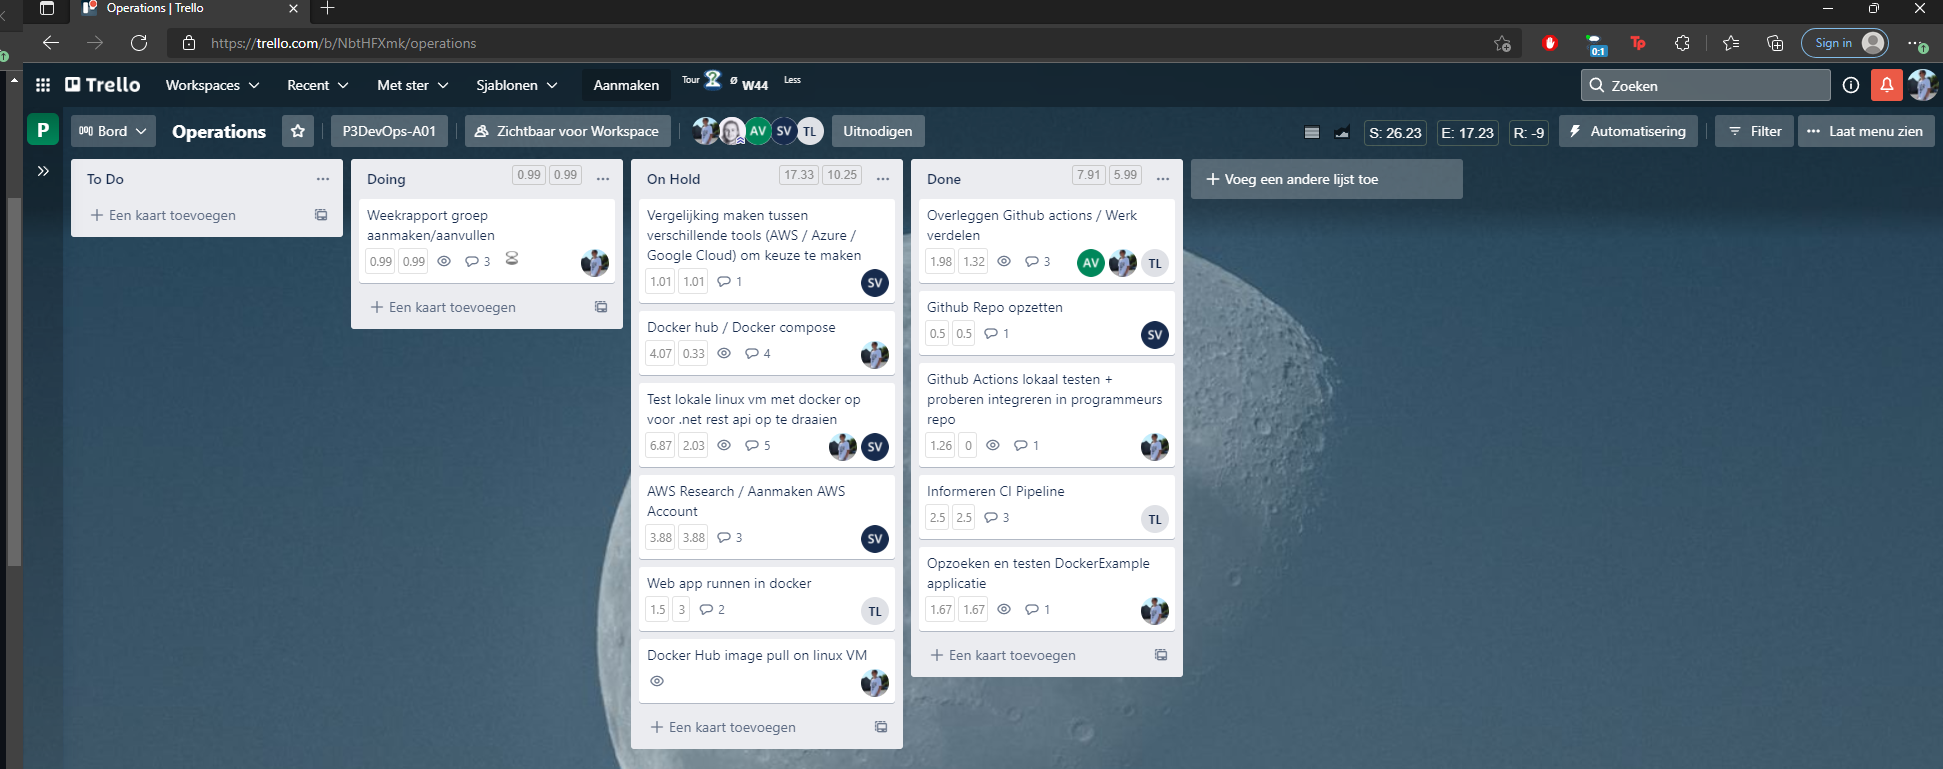 Operations | Trello
https://trello.com/b/NbtHFXmk/operations
0:1
Tp
Sign in
Trello
Workspaces
Recent
Met ster
Sjablonen
Aanmaken
Tour
Ø
W44
Less
Zoeken
P
Bord
Operations
P3DevOps-A01
Zichtbaar voor Workspace
AV
SV
TL
Uitnodigen
S: 26.23
E: 17.23
R: -9
Automatisering
Filter
Laat menu zien
To Do
Een kaart toevoegen
Doing
0.99 0.99
Weekrapport groep
aanmaken/aanvullen
0.99 0.99 3
Een kaart toevoegen
On Hold
17.33 10.25
Vergelijking maken tussen
verschillende tools (AWS / Azure /
Google Cloud) om keuze te maken
1.01 1.01 1
SV
Docker hub / Docker compose
4.07 0.33 4
Test lokale linux vm met docker op
voor .net rest api op te draaien
6.87 2.03 5
SV
AWS Research / Aanmaken AWS
Account
3.88 3.88 3
SV
Web app runnen in docker
1.5 3 2
TL
Docker Hub image pull on linux VM
Een kaart toevoegen
Done
7.91 5.99
Overleggen Github actions / Werk
verdelen
1.98 1.32 3
AV TL
Github Repo opzetten
0.5 0.5 1
SV
Github Actions lokaal testen +
proberen integreren in programmeurs
repo
1.26 0 1
Informeren CI Pipeline
2.5 2.5 3
TL
Opzoeken en testen DockerExample
applicatie
1.67 1.67 1
Een kaart toevoegen
Voeg een andere lijst toe